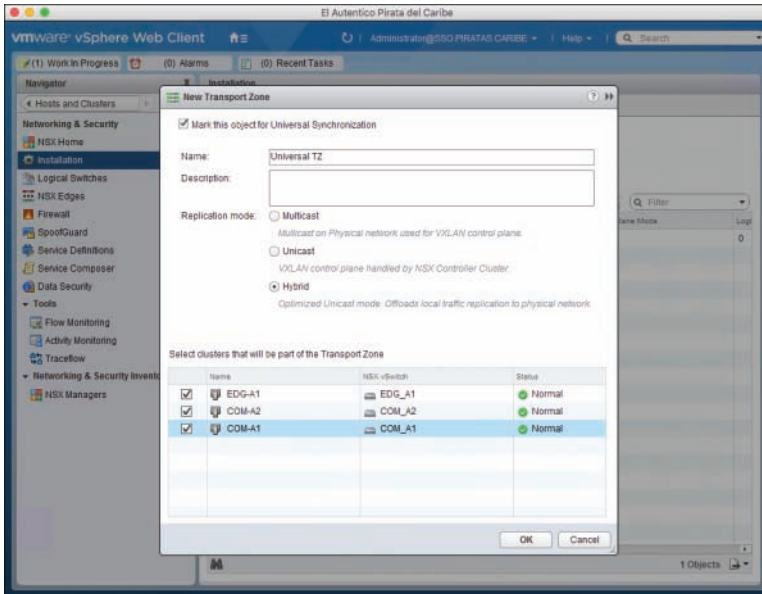 El Autentico Pirata del Caribe
vmware® vSphere Web Client
Administrator@SSO.PIRATAS.CARIBE
Help
Search
(1) Work In Progress
(0) Alarms
(0) Recent Tasks
Navigator
Installation
Hosts and Clusters
Networking & Security
NSX Home
Installation
Logical Switches
NSX Edges
Firewall
SpoofGuard
Service Definitions
Service Composer
Data Security
Tools
Flow Monitoring
Activity Monitoring
Traceflow
Networking & Security Invent
NSX Managers
New Transport Zone
Mark this object for Universal Synchronization
Name: Universal TZ
Description:
Replication mode: Multicast
Multicast on Physical network used for VXLAN control plane.
Unicast
VXLAN control plane handled by NSX Controller Cluster.
Hybrid
Optimized Unicast mode. Offloads local traffic replication to physical network.
Select clusters that will be part of the Transport Zone
Name NSX vSwitch Status
EDG-A1 EDG_A1 Normal
COM-A2 COM_A2 Normal
COM-A1 COM_A1 Normal
OK Cancel
Filter
lane Mode Logi
0
1 Objects